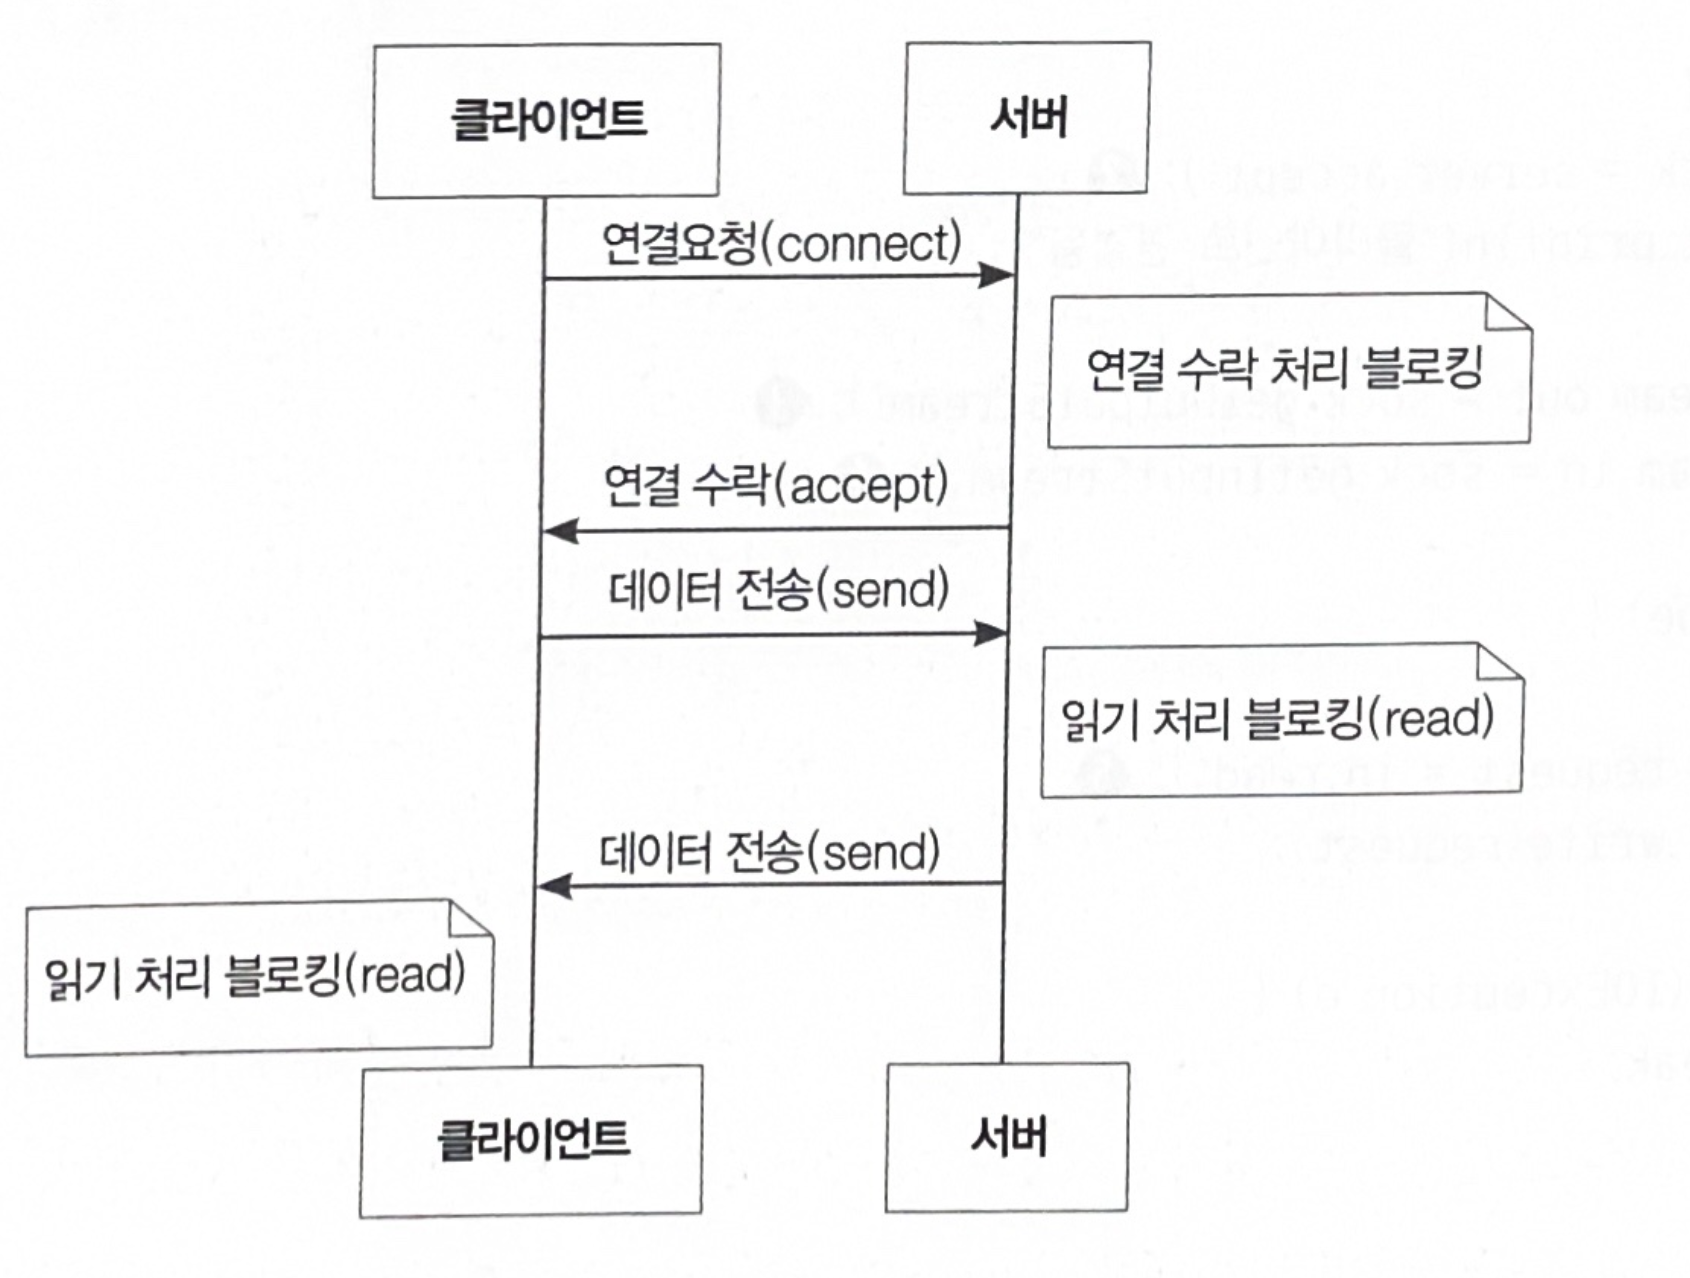 클라이언트
서버
연결요청(connect)
연결 수락 처리 블로킹
연결 수락(accept)
데이터 전송(send)
읽기 처리 블로킹(read)
데이터 전송(send)
읽기 처리 블로킹(read)
클라이언트
서버